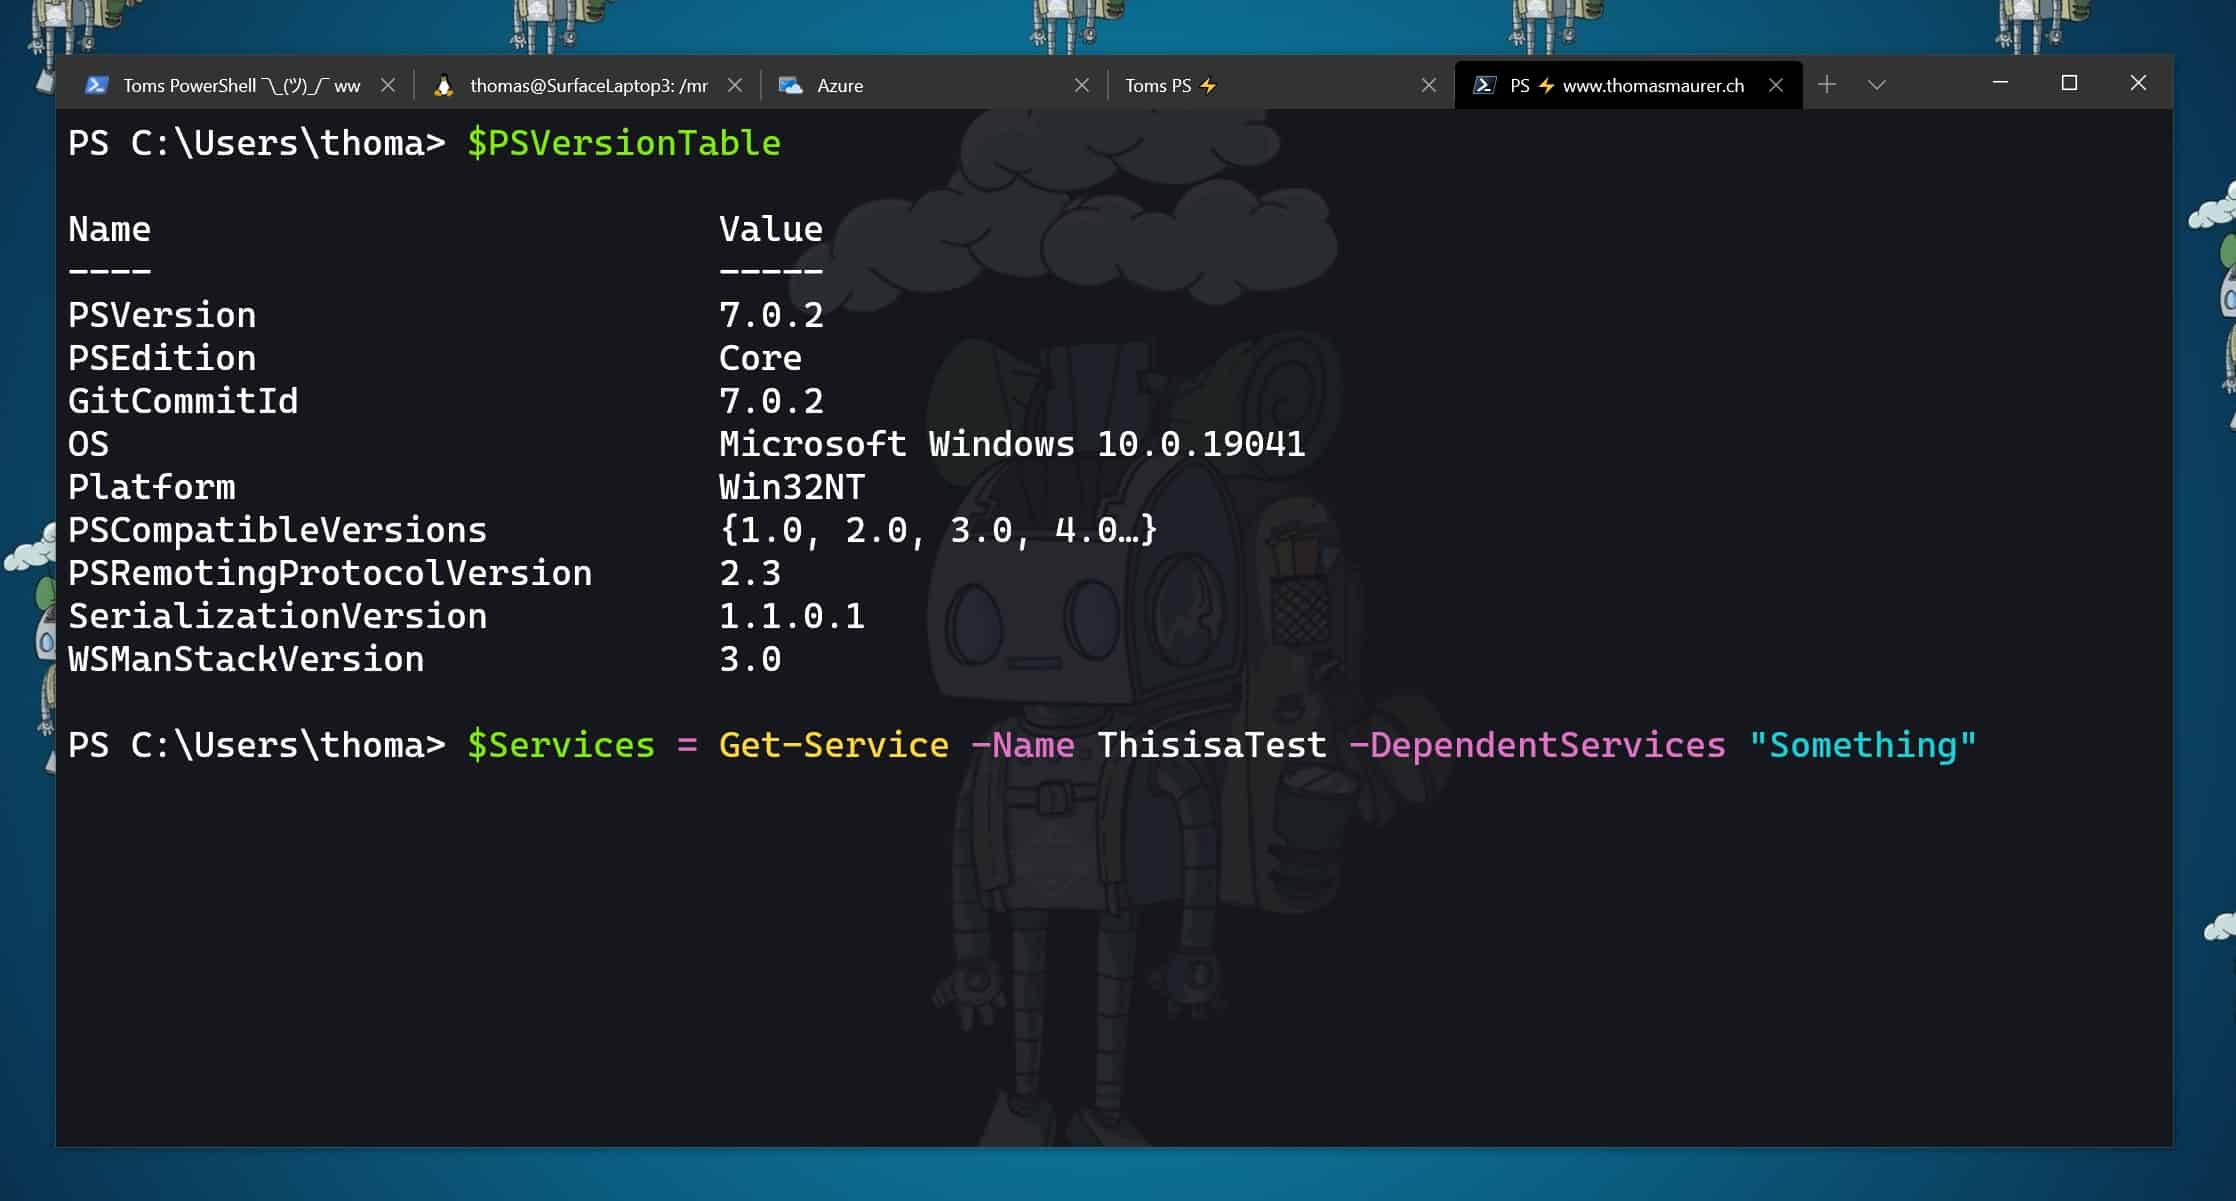 Toms PowerShell ¯\_(ツ)_/¯ ww
thomas@SurfaceLaptop3: /mr
Azure
Toms PS ⚡
PS ⚡ www.thomasmaurer.ch
PS C:\Users\thoma> $PSVersionTable
Name Value
---- -----
PSVersion 7.0.2
PSEdition Core
GitCommitId 7.0.2
OS Microsoft Windows 10.0.19041
Platform Win32NT
PSCompatibleVersions {1.0, 2.0, 3.0, 4.0…}
PSRemotingProtocolVersion 2.3
SerializationVersion 1.1.0.1
WSManStackVersion 3.0
PS C:\Users\thoma> $Services = Get-Service -Name ThisisaTest -DependentServices "Something"